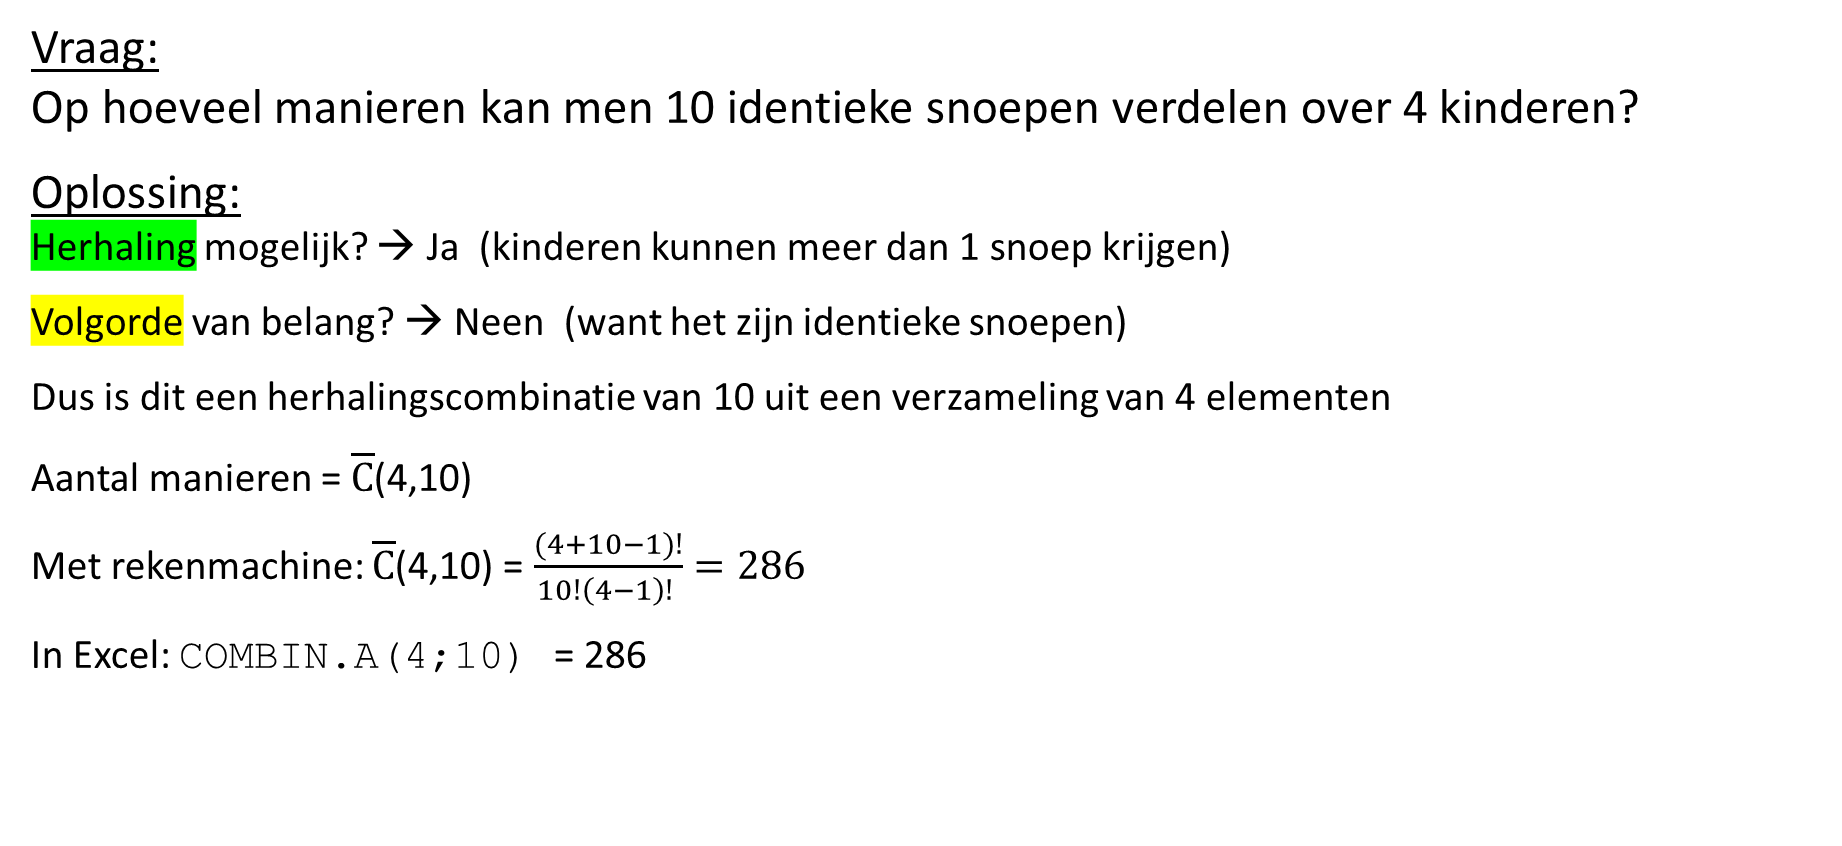 Vraag:
Op hoeveel manieren kan men 10 identieke snoepen verdelen over 4 kinderen?
Oplossing:
Herhaling mogelijk? → Ja (kinderen kunnen meer dan 1 snoep krijgen)
Volgorde van belang? → Neen (want het zijn identieke snoepen)
Dus is dit een herhalingscombinatie van 10 uit een verzameling van 4 elementen
Aantal manieren = C̅(4,10)
Met rekenmachine: C̅(4,10) = (4+10−1)! / 10!(4−1)! = 286
In Excel: COMBIN.A(4;10) = 286